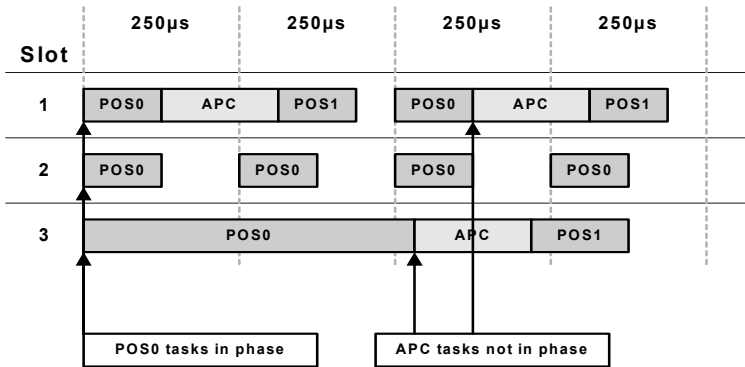 250µs 250µs 250µs 250µs
Slot
1 POS0 APC POS1 POS0 APC POS1
2 POS0 POS0 POS0 POS0
3 POS0 APC POS1
POS0 tasks in phase APC tasks not in phase